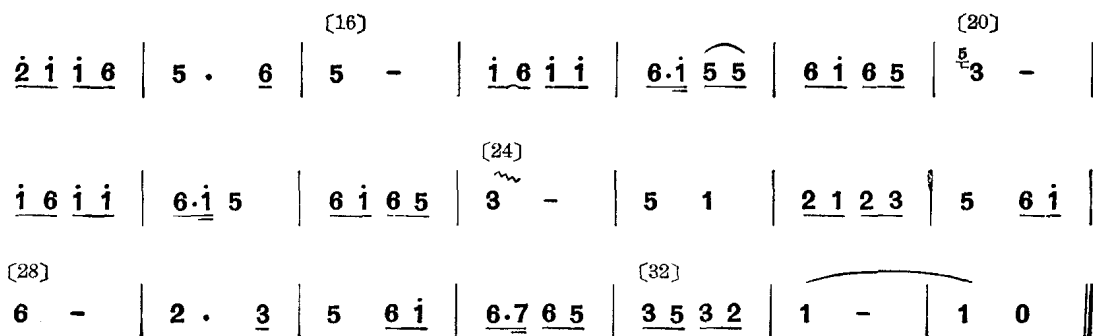 〔16〕 〔20〕
2̇ 1̇ 1̇ 6 | 5 . 6 | 5 - | 1̇ 6 1̇ 1̇ | 6.1̇ 5 5 | 6 1̇ 6 5 | 5 3 - |
〔24〕
1̇ 6 1̇ 1̇ | 6.1̇ 5 | 6 1̇ 6 5 | 3 - | 5 1 | 2 1 2 3 | 5 6 1̇ |
〔28〕 〔32〕
6 - | 2 . 3 | 5 6 1̇ | 6.7 6 5 | 3 5 3 2 | 1 - | 1 0 ‖